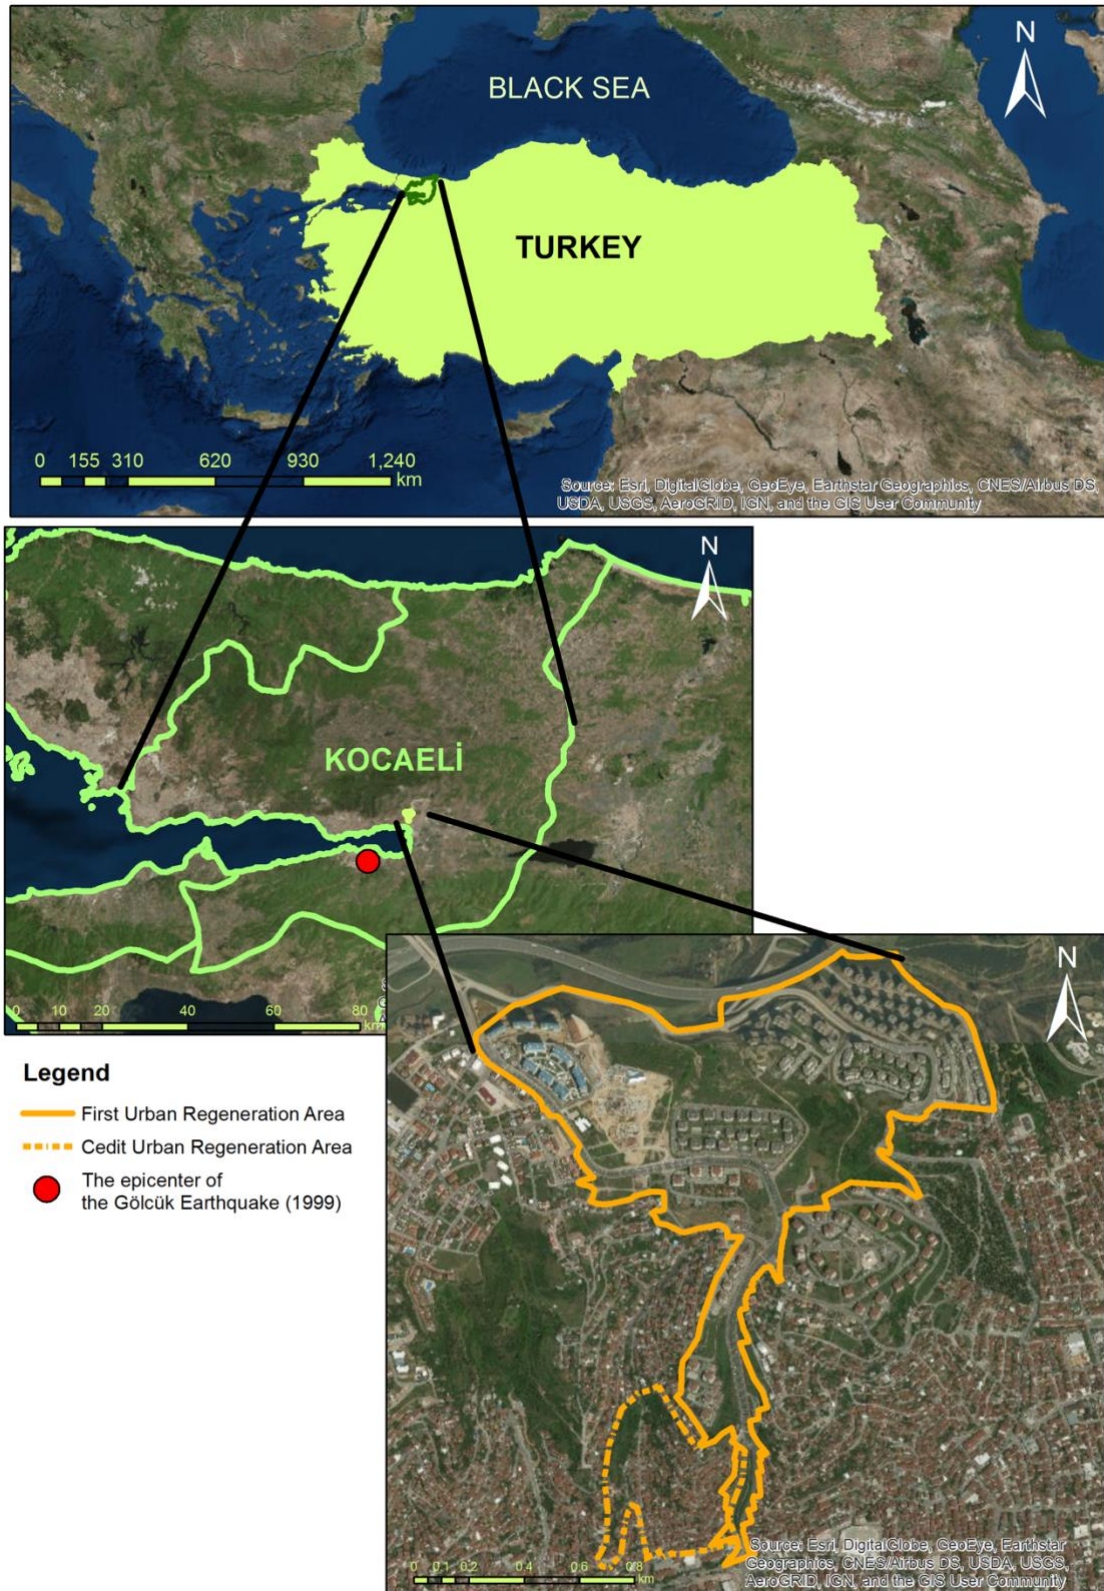 N
BLACK SEA
TURKEY
0 155 310 620 930 1,240
km
Source: Esri, DigitalGlobe, GeoEye, Earthstar Geographics, CNES/Airbus DS,
USDA, USGS, AeroGRID, IGN, and the GIS User Community
N
KOCAELİ
0 10 20 40 60 80
km
Legend
First Urban Regeneration Area
Cedit Urban Regeneration Area
The epicenter of
the Gölcük Earthquake (1999)
N
0 0.1 0.2 0.4 0.6 0.8
km
Source: Esri, DigitalGlobe, GeoEye, Earthstar
Geographics, CNES/Airbus DS, USDA, USGS,
AeroGRID, IGN, and the GIS User Community